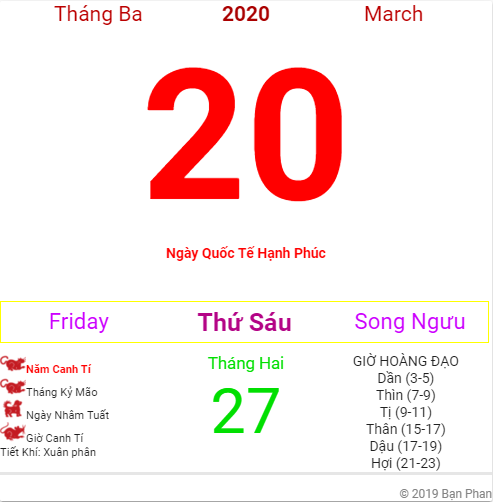 Tháng Ba 2020 March
20
Ngày Quốc Tế Hạnh Phúc
Friday Thứ Sáu Song Ngưu
Năm Canh Tí
Tháng Kỷ Mão
Ngày Nhâm Tuất
Giờ Canh Tí
Tiết Khí: Xuân phân
Tháng Hai
27
GIỜ HOÀNG ĐẠO
Dần (3-5)
Thìn (7-9)
Tị (9-11)
Thân (15-17)
Dậu (17-19)
Hợi (21-23)
© 2019 Bạn Phan